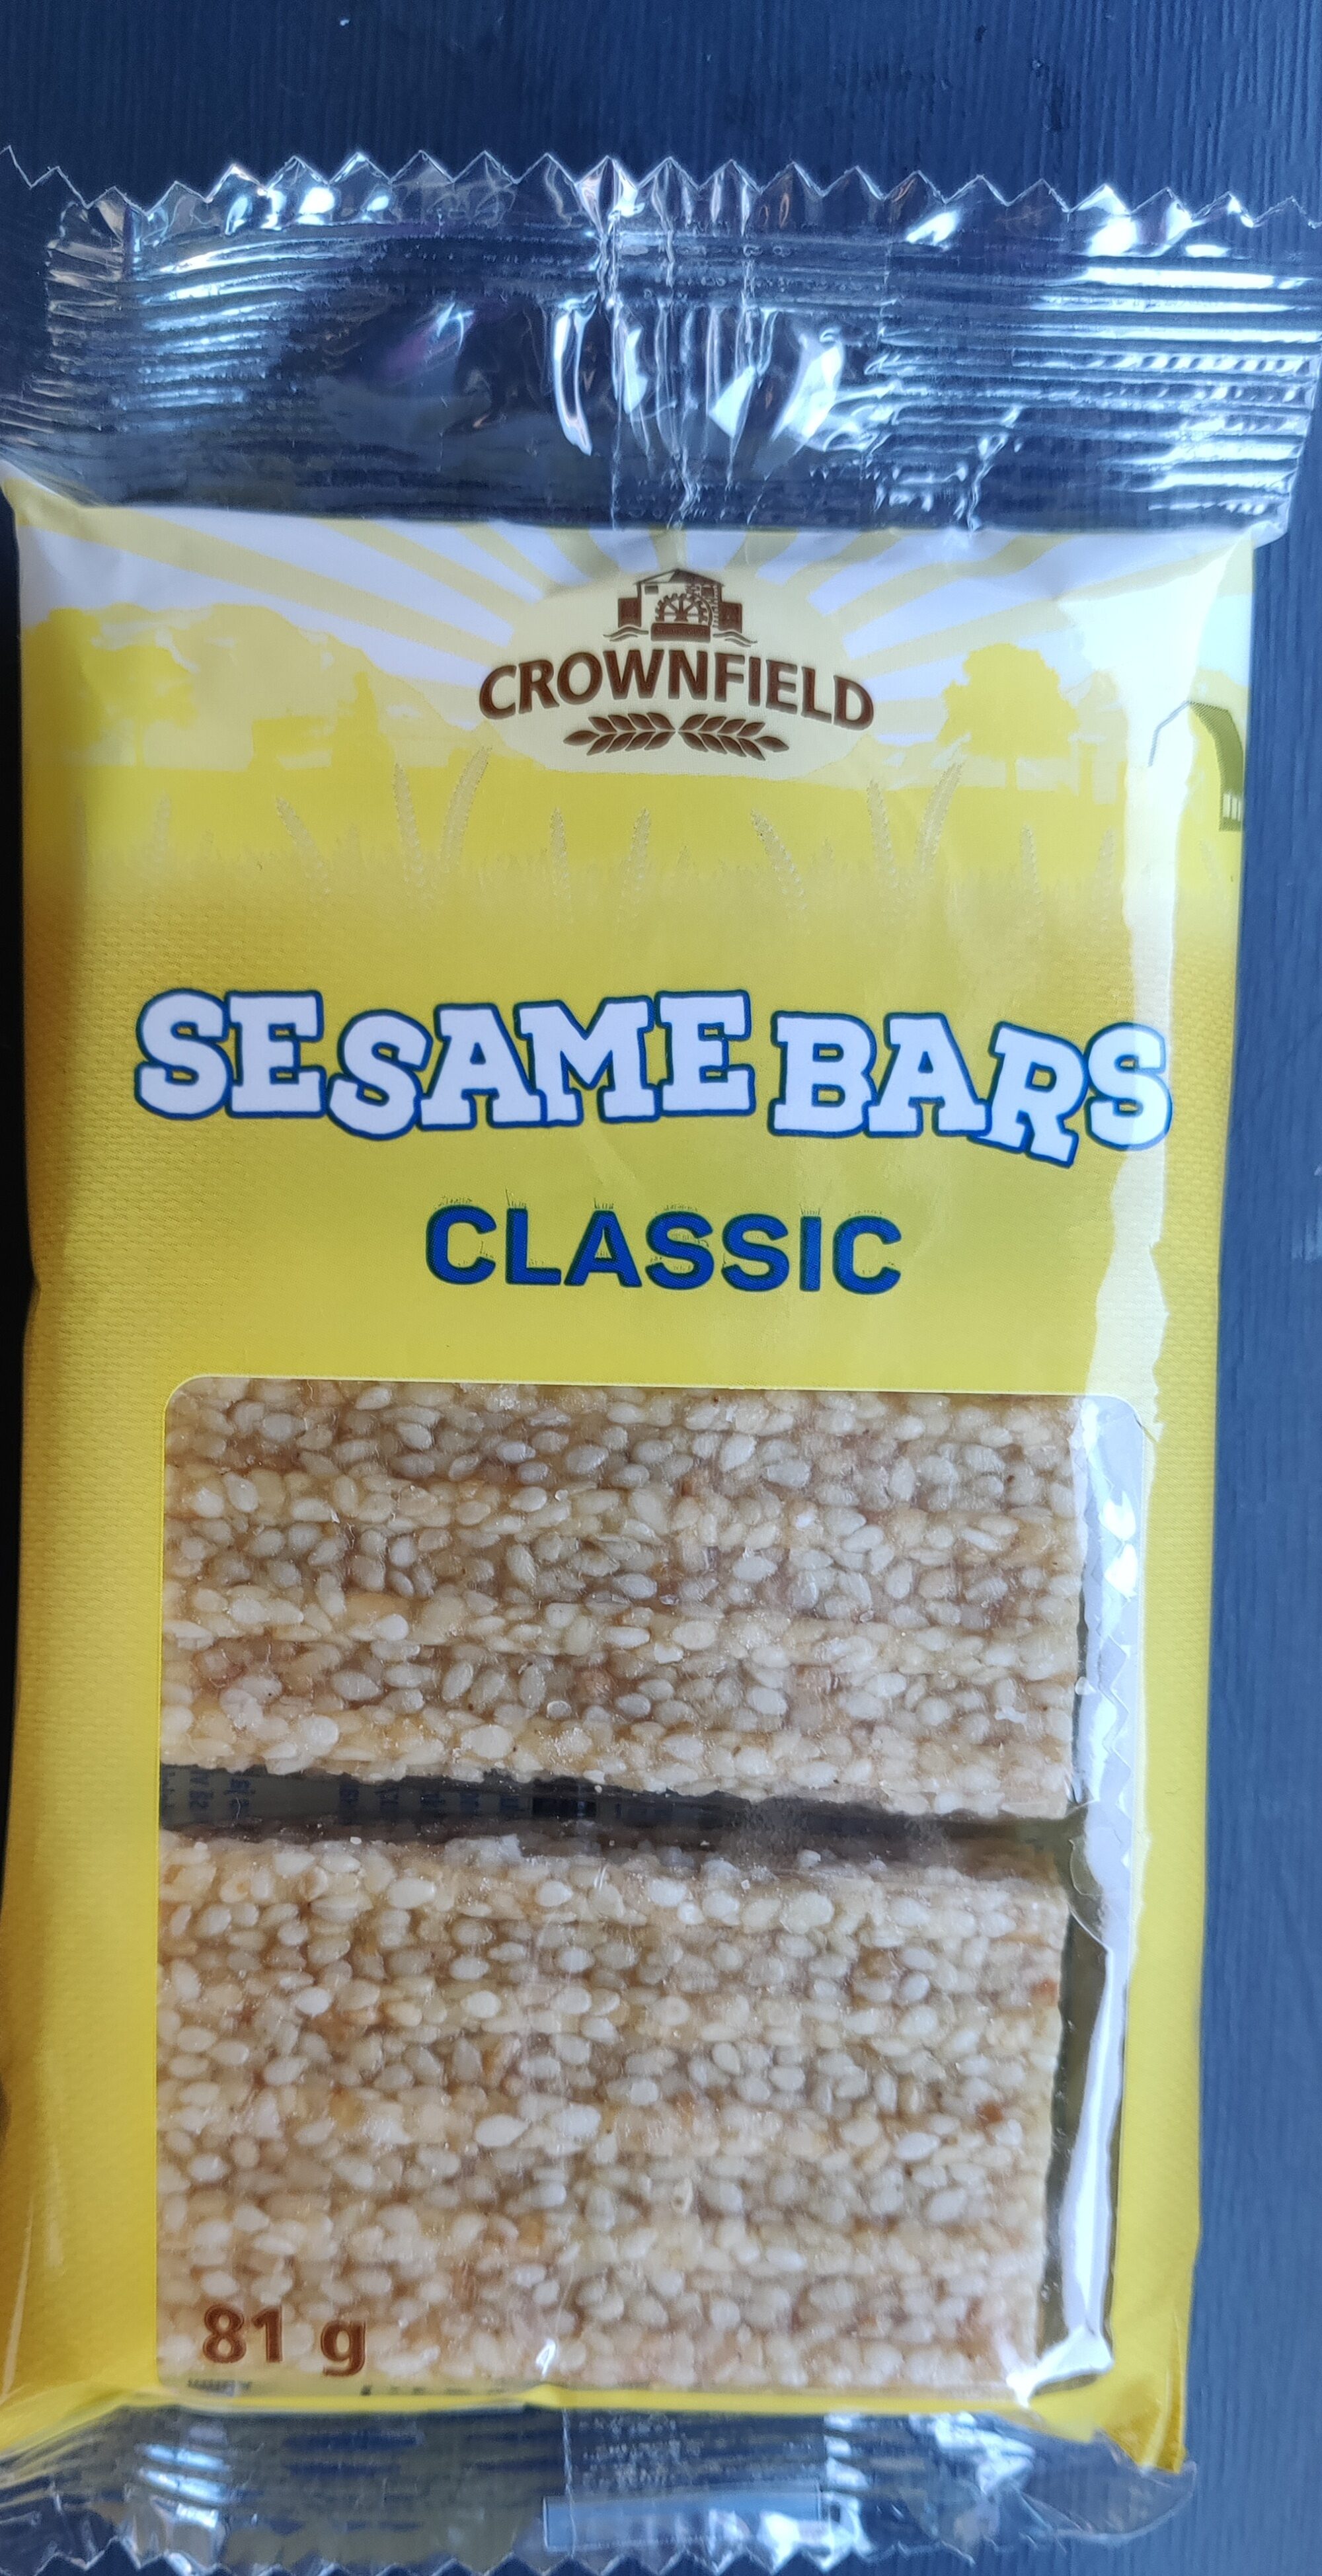 CROWNFIELD
SESAME BARS
CLASSIC
81 g